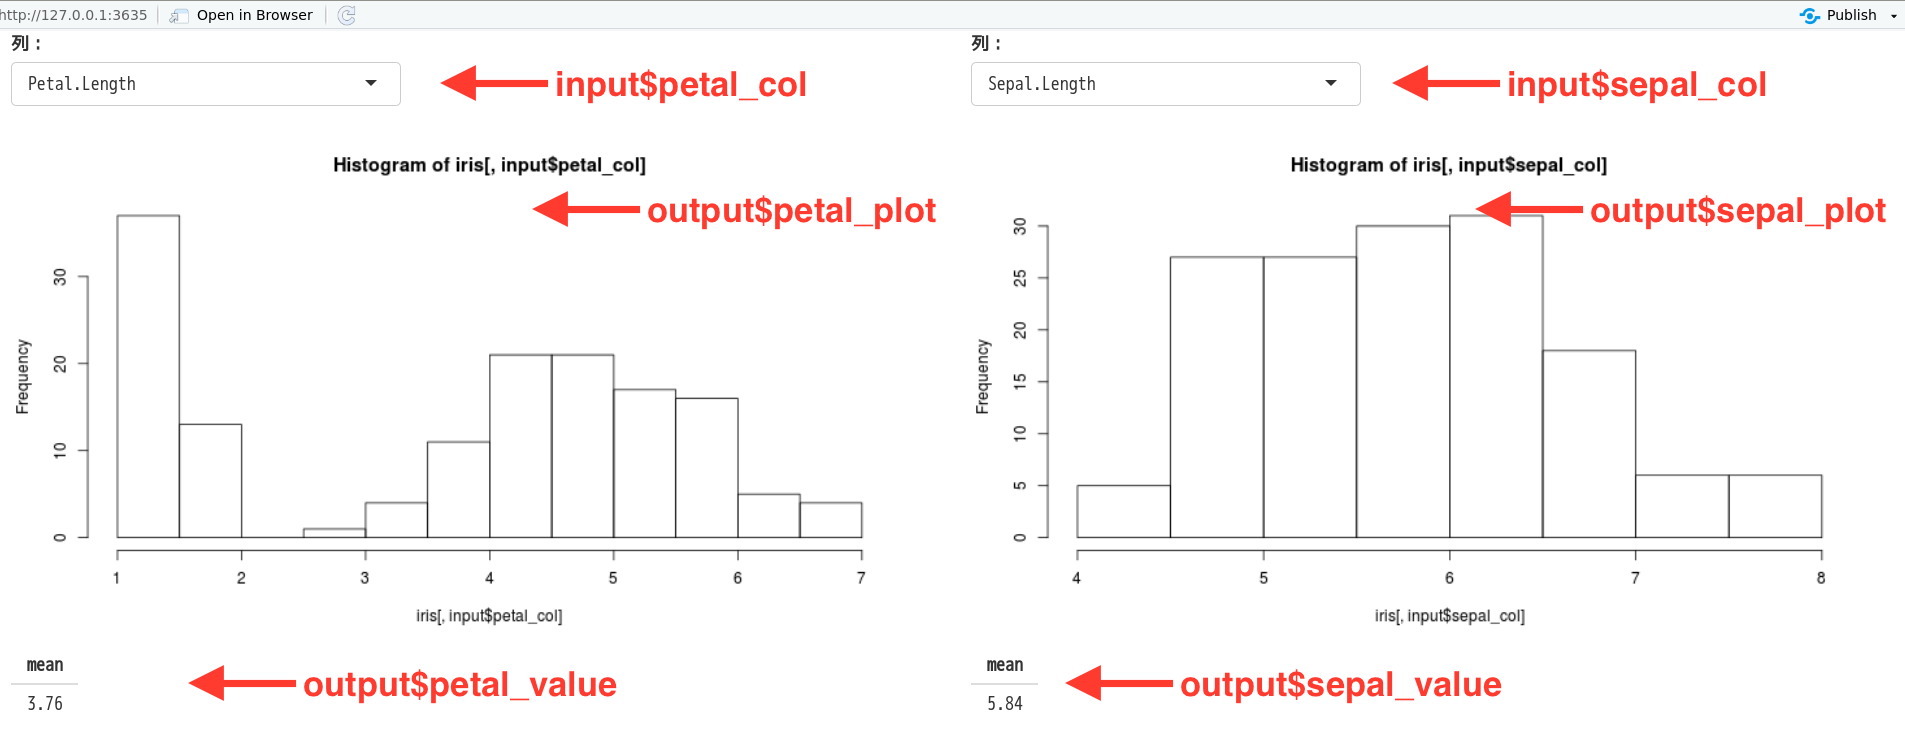 http://127.0.0.1:3635 Open in Browser Publish
列：
Petal.Length
input$petal_col
Histogram of iris[, input$petal_col]
output$petal_plot
Frequency
0 10 20 30
1 2 3 4 5 6 7
iris[, input$petal_col]
mean
3.76
output$petal_value
列：
Sepal.Length
input$sepal_col
Histogram of iris[, input$sepal_col]
output$sepal_plot
Frequency
0 5 10 15 20 25 30
4 5 6 7 8
iris[, input$sepal_col]
mean
5.84
output$sepal_value